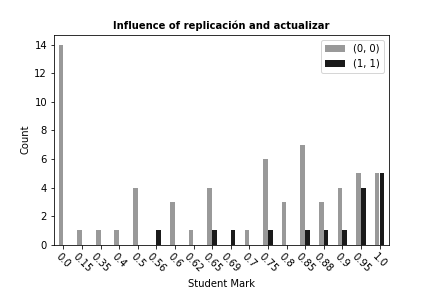 Influence of replicación and actualizar
14
12
10
8
6
4
2
0
Count
(0, 0)
(1, 1)
0.0 0.15 0.35 0.4 0.5 0.56 0.6 0.62 0.65 0.69 0.7 0.75 0.8 0.85 0.88 0.9 0.95 1.0
Student Mark